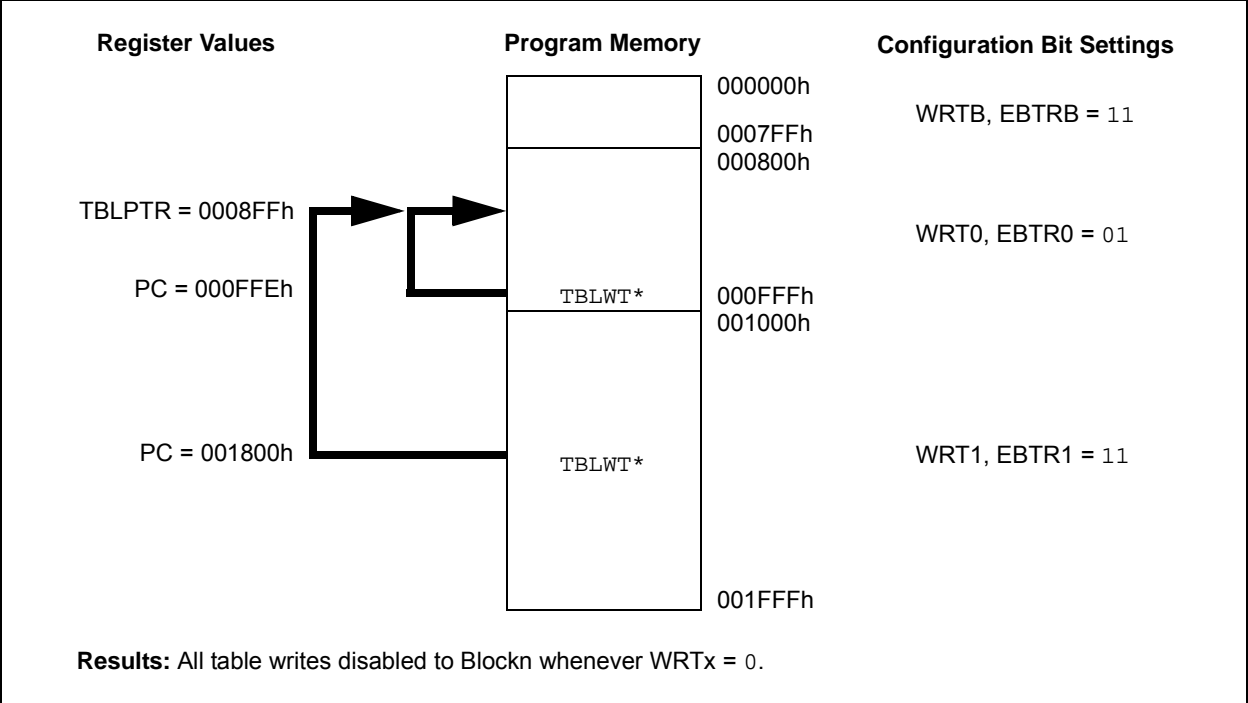 Register Values
Program Memory
Configuration Bit Settings
000000h
WRTB, EBTRB = 11
0007FFh
000800h
TBLPTR = 0008FFh
WRT0, EBTR0 = 01
PC = 000FFEh
TBLWT*
000FFFh
001000h
PC = 001800h
TBLWT*
WRT1, EBTR1 = 11
001FFFh
Results: All table writes disabled to Blockn whenever WRTx = 0.